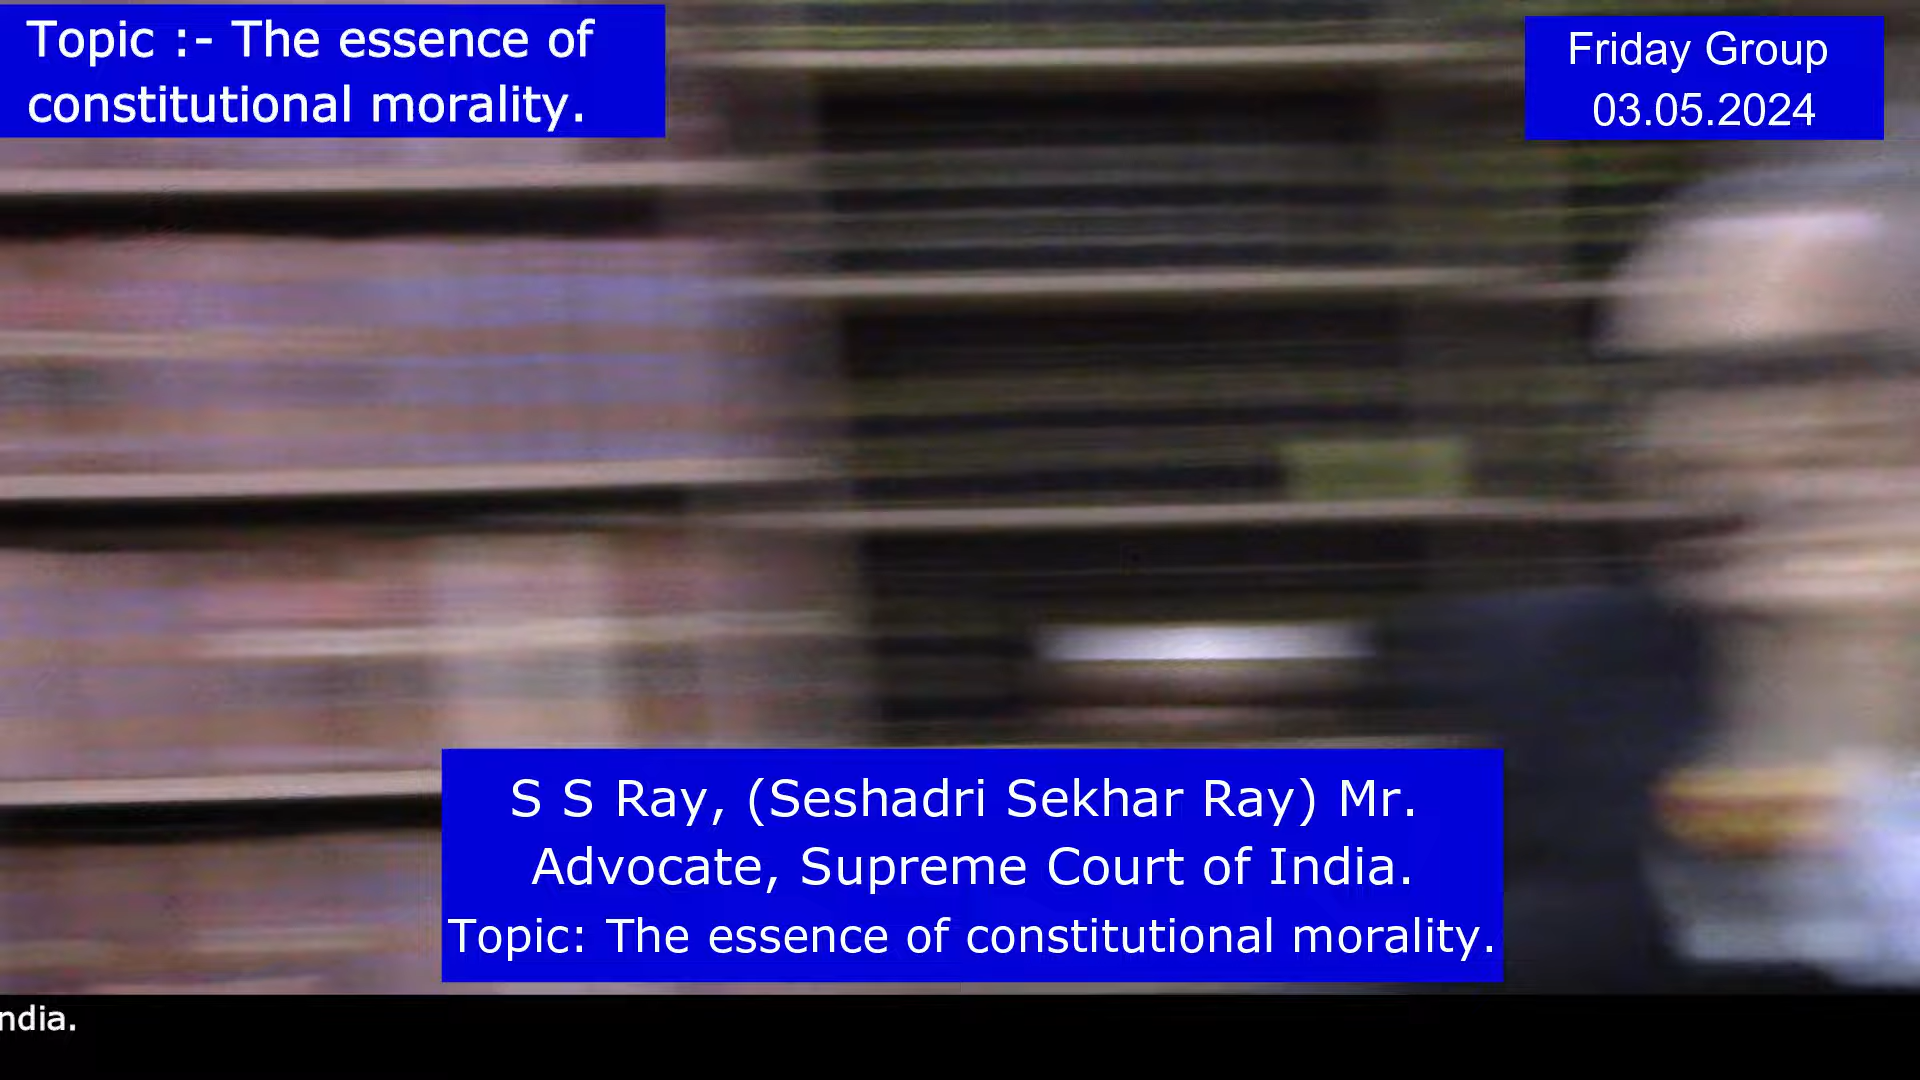 Topic :- The essence of
constitutional morality.
Friday Group
03.05.2024
S S Ray, (Seshadri Sekhar Ray) Mr.
Advocate, Supreme Court of India.
Topic: The essence of constitutional morality.
ndia.